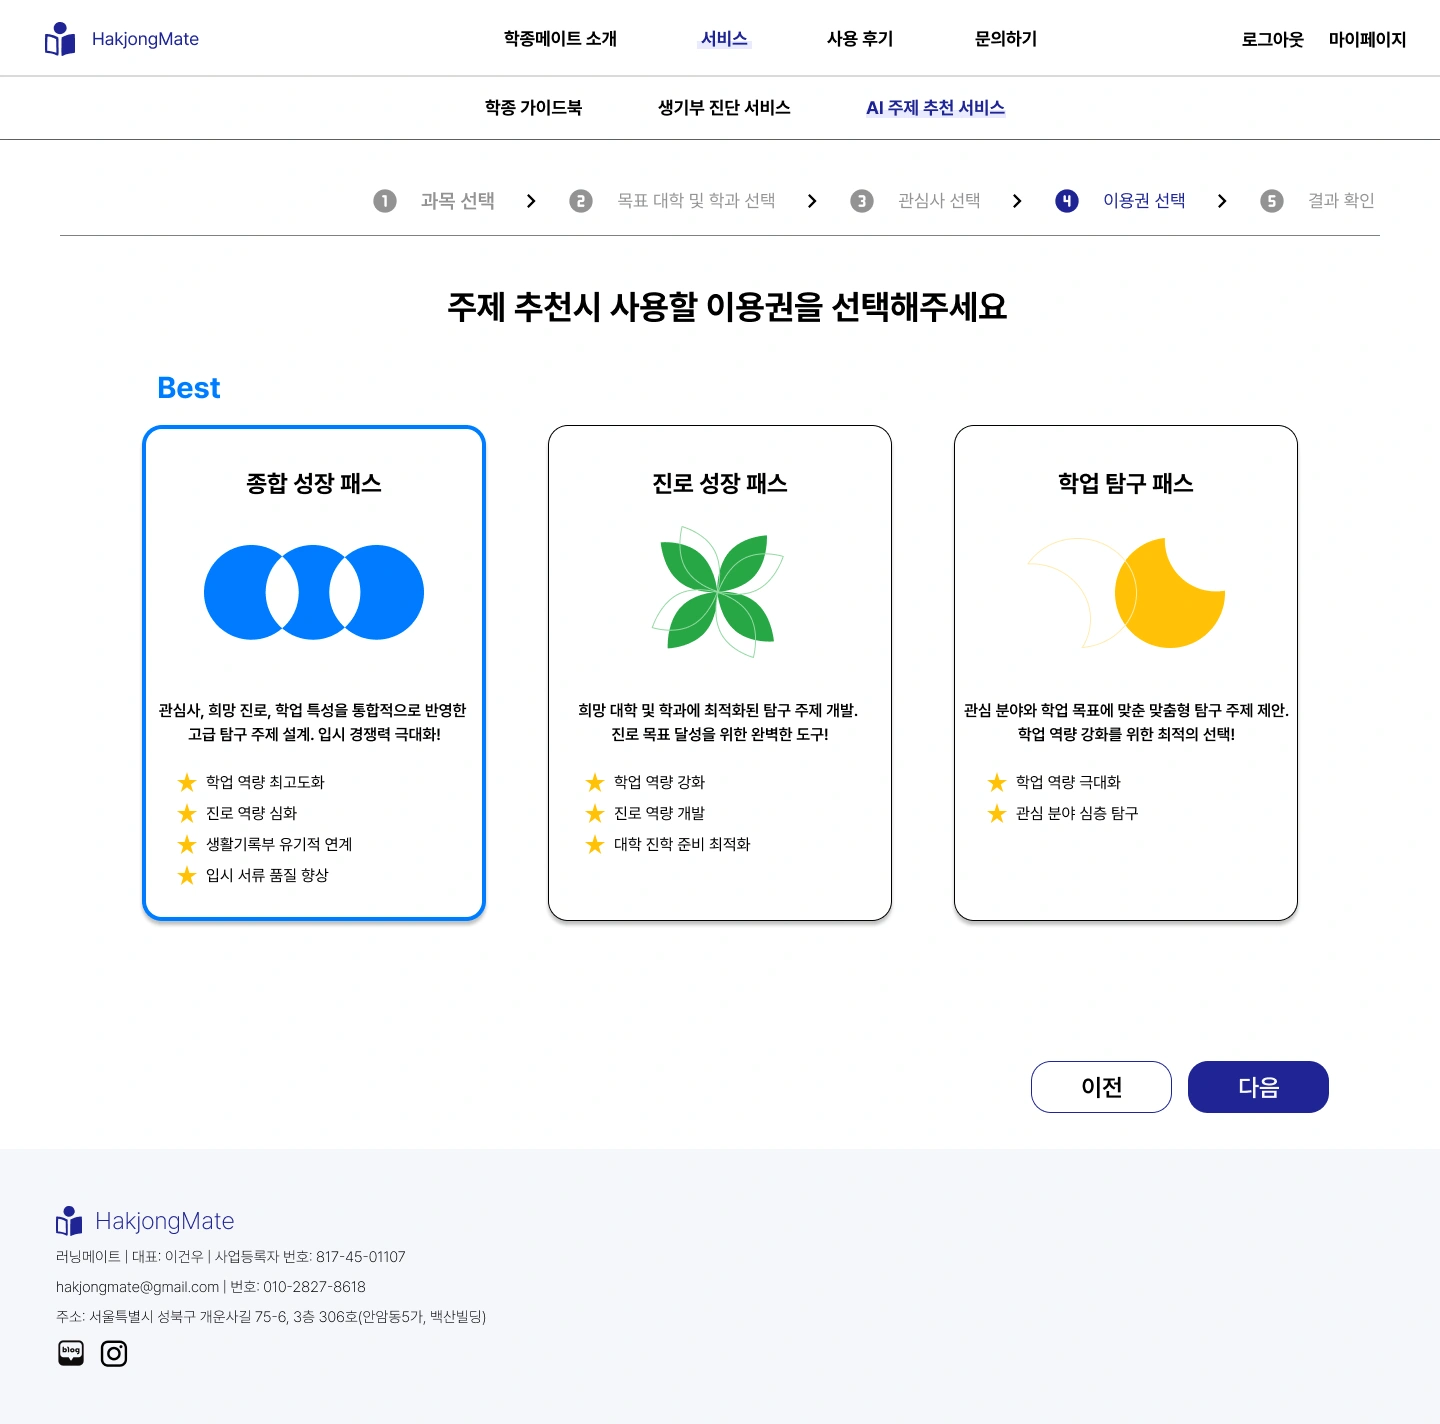 HakjongMate
학종메이트 소개
서비스
사용 후기
문의하기
로그아웃
마이페이지
학종 가이드북
생기부 진단 서비스
AI 주제 추천 서비스
1 과목 선택
2 목표 대학 및 학과 선택
3 관심사 선택
4 이용권 선택
5 결과 확인
주제 추천시 사용할 이용권을 선택해주세요
Best
종합 성장 패스
관심사, 희망 진로, 학업 특성을 통합적으로 반영한
고급 탐구 주제 설계. 입시 경쟁력 극대화!
학업 역량 최고도화
진로 역량 심화
생활기록부 유기적 연계
입시 서류 품질 향상
진로 성장 패스
희망 대학 및 학과에 최적화된 탐구 주제 개발.
진로 목표 달성을 위한 완벽한 도구!
학업 역량 강화
진로 역량 개발
대학 진학 준비 최적화
학업 탐구 패스
관심 분야와 학업 목표에 맞춘 맞춤형 탐구 주제 제안.
학업 역량 강화를 위한 최적의 선택!
학업 역량 극대화
관심 분야 심층 탐구
이전
다음
HakjongMate
러닝메이트 | 대표: 이건우 | 사업등록자 번호: 817-45-01107
hakjongmate@gmail.com | 번호: 010-2827-8618
주소: 서울특별시 성북구 개운사길 75-6, 3층 306호(안암동5가, 백산빌딩)
blog